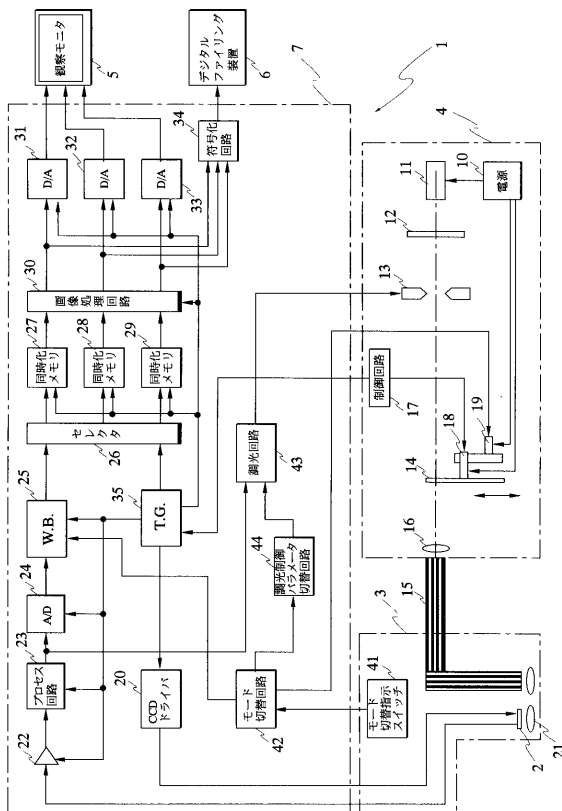 観察モニタ
5
デジタル
ファイリング
装置
6
7
1
31
D/A
32
D/A
33
D/A
34
符号化
回路
30
画像処理回路
27
同時化
メモリ
28
同時化
メモリ
29
同時化
メモリ
26
セレクタ
25
W.B.
24
A/D
23
プロセス
回路
22
35
T.G.
20
CCD
ドライバ
43
調光回路
44
調光制御
パラメータ
切替回路
42
モード
切替回路
41
モード
切替指示
スイッチ
4
11
10
電源
12
13
制御回路
17
18
19
14
16
15
3
2
21